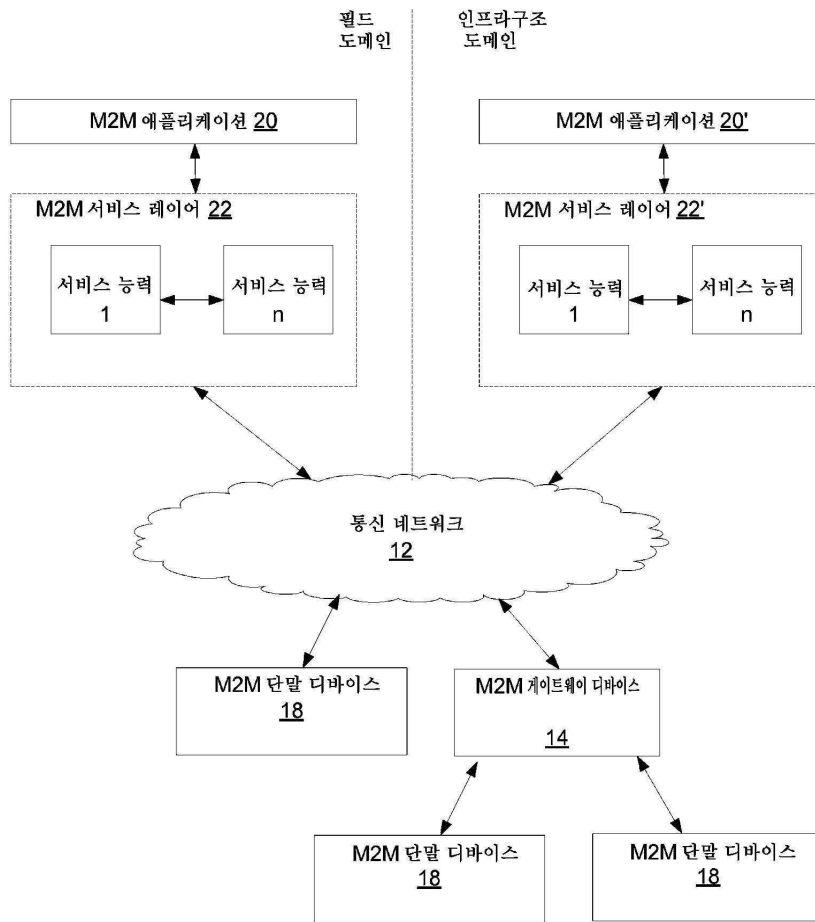 필드
도메인
인프라구조
도메인
M2M 애플리케이션 20
M2M 애플리케이션 20'
M2M 서비스 레이어 22
서비스 능력
1
서비스 능력
n
M2M 서비스 레이어 22'
서비스 능력
1
서비스 능력
n
통신 네트워크
12
M2M 단말 디바이스
18
M2M 게이트웨이 디바이스
14
M2M 단말 디바이스
18
M2M 단말 디바이스
18